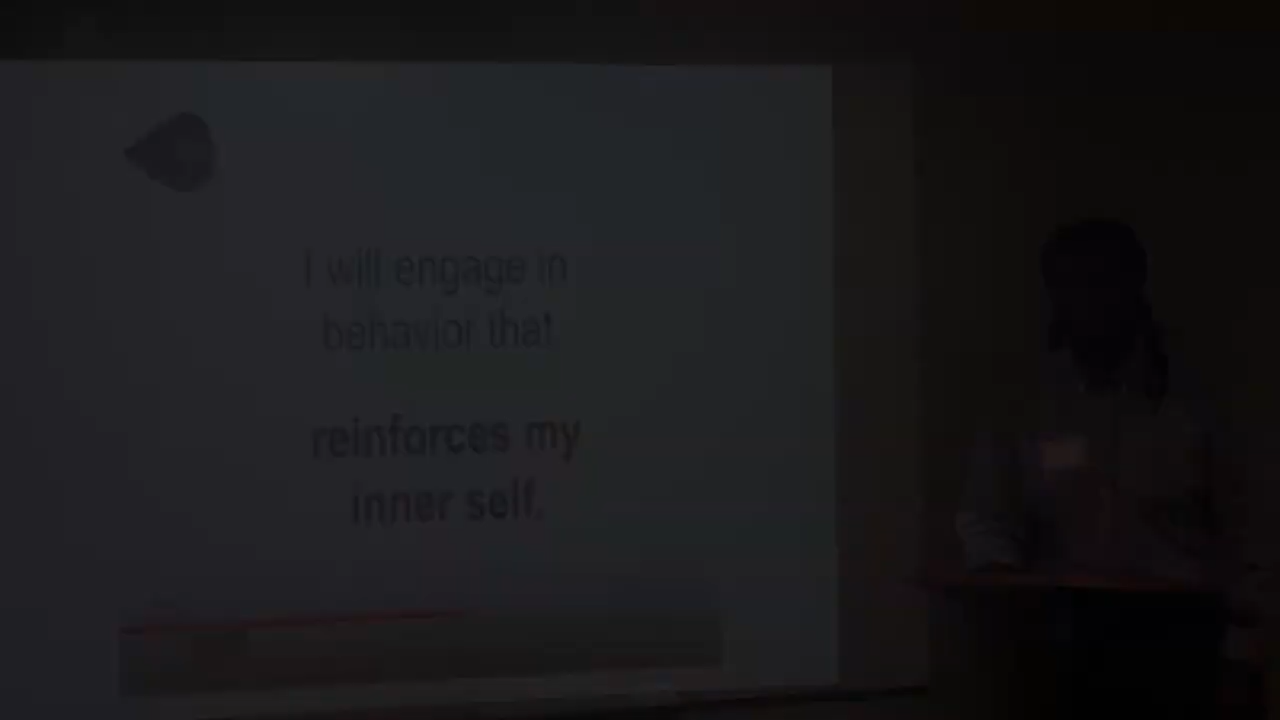 I will engage in
behavior that
reinforces my
inner self.